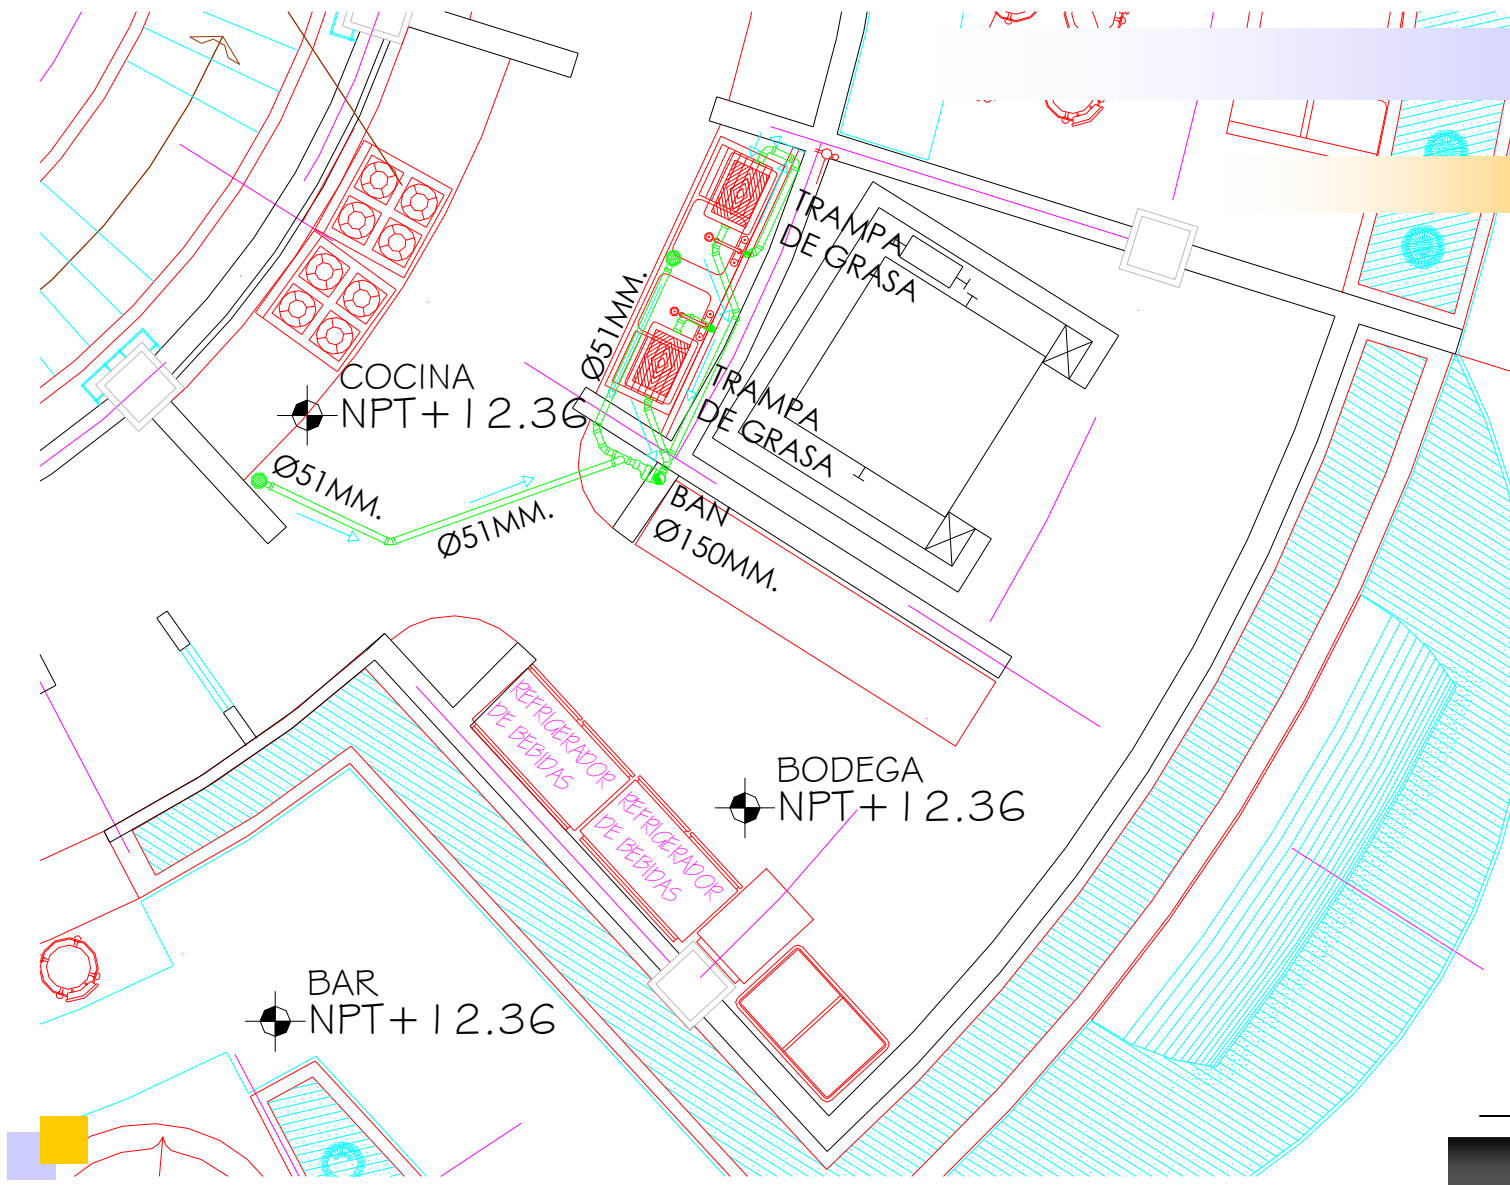 TRAMPA
DE GRASA
Ø51MM.
COCINA
NPT+12.36
TRAMPA
DE GRASA
Ø51MM.
Ø51MM.
BAN
Ø150MM.
REFRIGERADOR
DE BEBIDAS
REFRIGERADOR
DE BEBIDAS
BODEGA
NPT+12.36
BAR
NPT+12.36